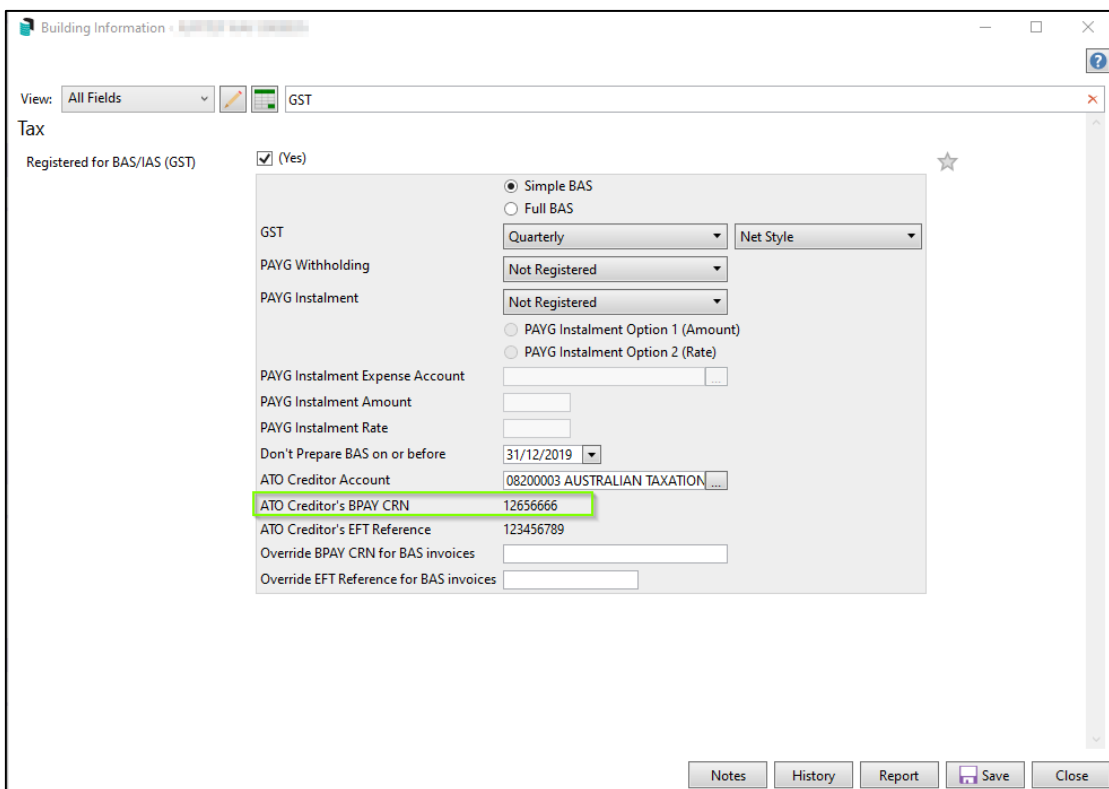 Building Information
View: All Fields GST
Tax
Registered for BAS/IAS (GST) (Yes)
Simple BAS
Full BAS
GST Quarterly Net Style
PAYG Withholding Not Registered
PAYG Instalment Not Registered
PAYG Instalment Option 1 (Amount)
PAYG Instalment Option 2 (Rate)
PAYG Instalment Expense Account ...
PAYG Instalment Amount
PAYG Instalment Rate
Don't Prepare BAS on or before 31/12/2019
ATO Creditor Account 08200003 AUSTRALIAN TAXATION ...
ATO Creditor's BPAY CRN 12656666
ATO Creditor's EFT Reference 123456789
Override BPAY CRN for BAS invoices
Override EFT Reference for BAS invoices
Notes History Report Save Close